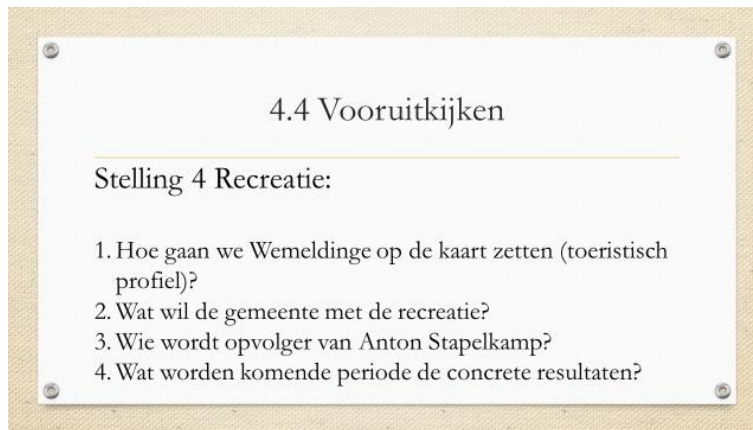 4.4 Vooruitkijken
Stelling 4 Recreatie:
1. Hoe gaan we Wemeldinge op de kaart zetten (toeristisch
profiel)?
2. Wat wil de gemeente met de recreatie?
3. Wie wordt opvolger van Anton Stapelkamp?
4. Wat worden komende periode de concrete resultaten?